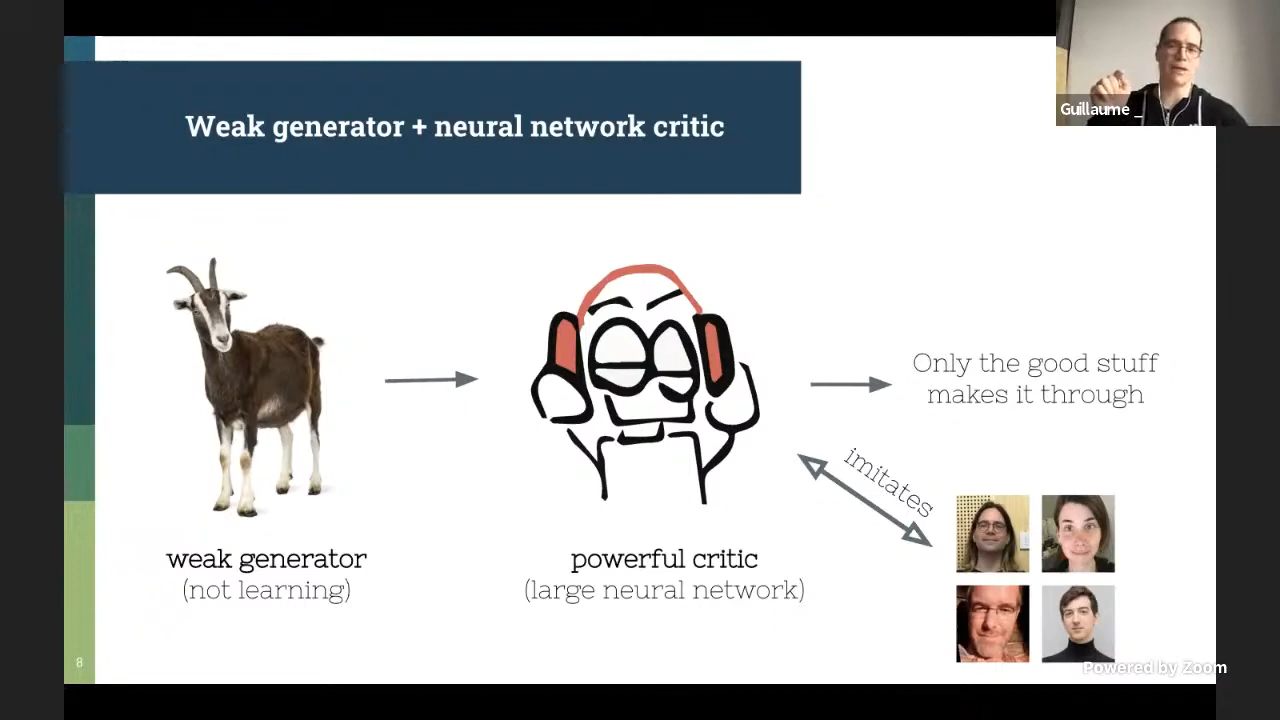 Weak generator + neural network critic
Guillaume _
Only the good stuff
makes it through
imitates
weak generator
(not learning)
powerful critic
(large neural network)
8
Powered by Zoom